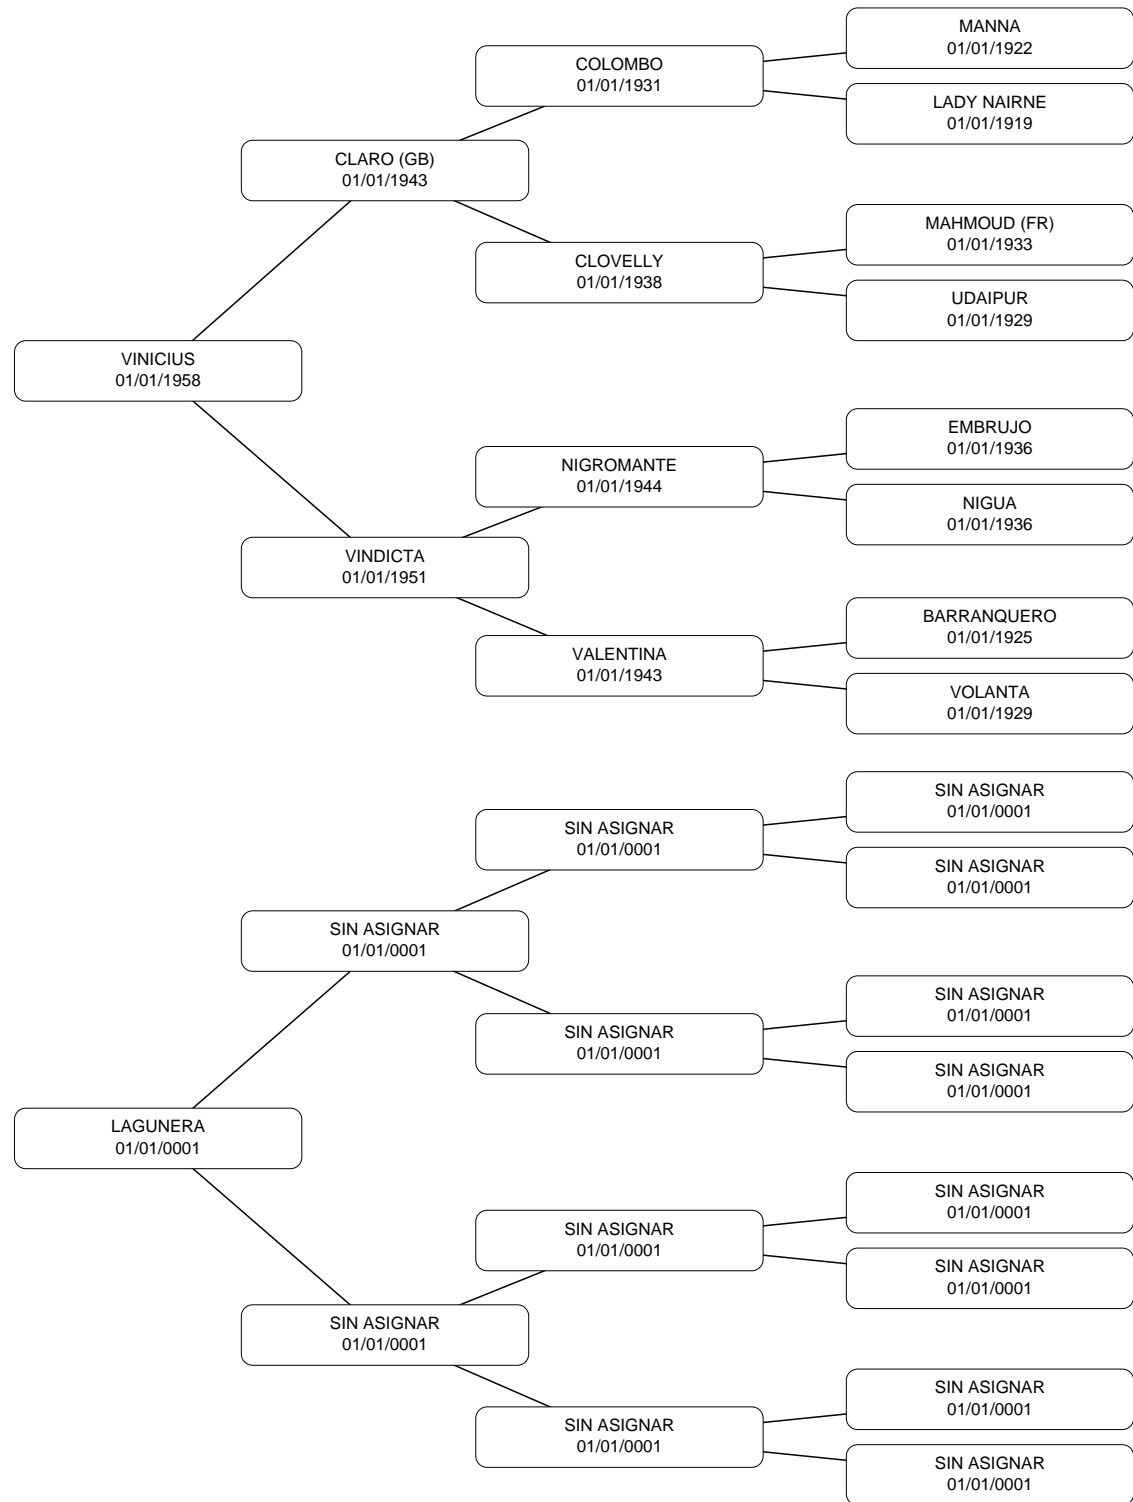 MANNA
01/01/1922
COLOMBO
01/01/1931
LADY NAIRNE
01/01/1919
CLARO (GB)
01/01/1943
MAHMOUD (FR)
01/01/1933
CLOVELLY
01/01/1938
UDAIPUR
01/01/1929
VINICIUS
01/01/1958
EMBRUJO
01/01/1936
NIGROMANTE
01/01/1944
NIGUA
01/01/1936
VINDICTA
01/01/1951
BARRANQUERO
01/01/1925
VALENTINA
01/01/1943
VOLANTA
01/01/1929
SIN ASIGNAR
01/01/0001
SIN ASIGNAR
01/01/0001
SIN ASIGNAR
01/01/0001
SIN ASIGNAR
01/01/0001
SIN ASIGNAR
01/01/0001
SIN ASIGNAR
01/01/0001
SIN ASIGNAR
01/01/0001
LAGUNERA
01/01/0001
SIN ASIGNAR
01/01/0001
SIN ASIGNAR
01/01/0001
SIN ASIGNAR
01/01/0001
SIN ASIGNAR
01/01/0001
SIN ASIGNAR
01/01/0001
SIN ASIGNAR
01/01/0001
SIN ASIGNAR
01/01/0001